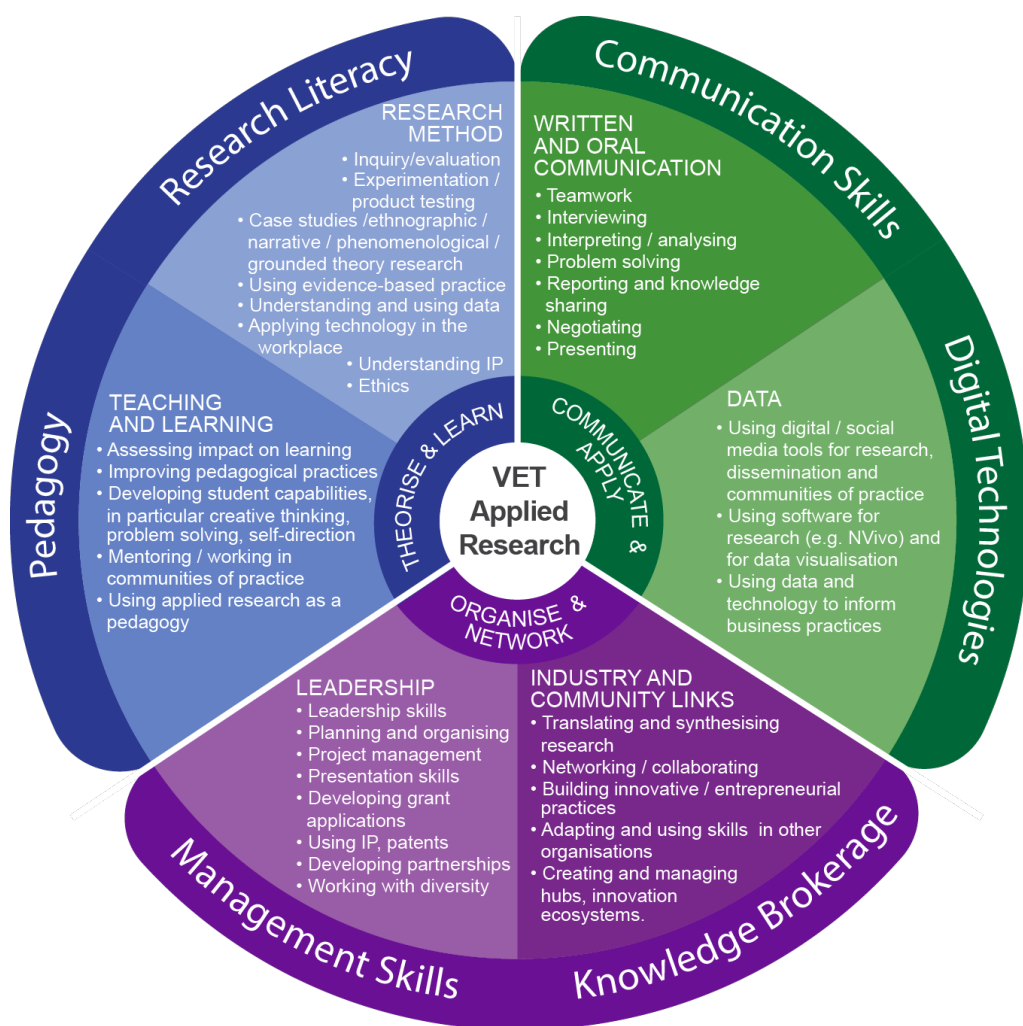 Research Literacy
RESEARCH
METHOD
• Inquiry/evaluation
• Experimentation /
product testing
• Case studies /ethnographic /
narrative / phenomenological /
grounded theory research
• Using evidence-based practice
• Understanding and using data
• Applying technology in the
workplace
• Understanding IP
• Ethics
Communication Skills
WRITTEN
AND ORAL
COMMUNICATION
• Teamwork
• Interviewing
• Interpreting / analysing
• Problem solving
• Reporting and knowledge
sharing
• Negotiating
• Presenting
Pedagogy
TEACHING
AND LEARNING
• Assessing impact on learning
• Improving pedagogical practices
• Developing student capabilities,
in particular creative thinking,
problem solving, self-direction
• Mentoring / working in
communities of practice
• Using applied research as a
pedagogy
THEORISE & LEARN
VET
Applied
Research
COMMUNICATE &
APPLY
ORGANISE &
NETWORK
Digital Technologies
DATA
• Using digital / social
media tools for research,
dissemination and
communities of practice
• Using software for
research (e.g. NVivo) and
for data visualisation
• Using data and
technology to inform
business practices
LEADERSHIP
• Leadership skills
• Planning and organising
• Project management
• Presentation skills
• Developing grant
applications
• Using IP, patents
• Developing partnerships
• Working with diversity
Management Skills
INDUSTRY AND
COMMUNITY LINKS
• Translating and synthesising
research
• Networking / collaborating
• Building innovative / entrepreneurial
practices
• Adapting and using skills in other
organisations
• Creating and managing
hubs, innovation
ecosystems.
Knowledge Brokerage